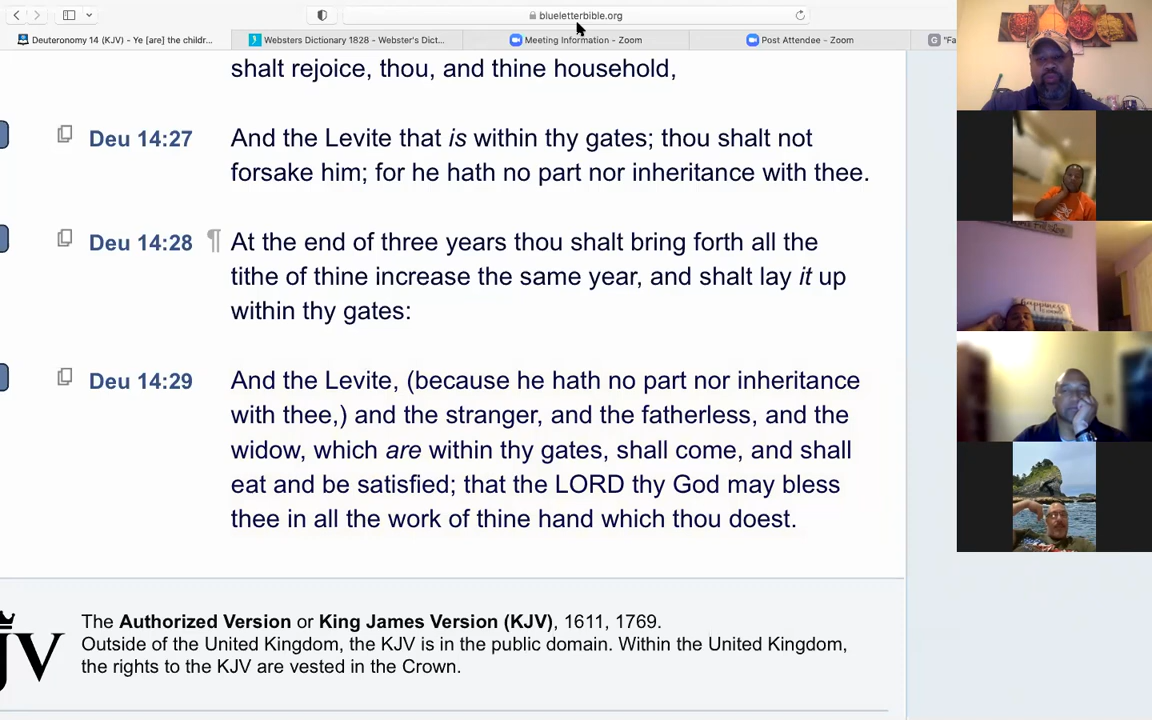 blueletterbible.org
Deuteronomy 14 (KJV) - Ye [are] the childr...
Websters Dictionary 1828 - Webster's Dict...
Meeting Information - Zoom
Post Attendee - Zoom
G "Fa
shalt rejoice, thou, and thine household,
Deu 14:27 And the Levite that is within thy gates; thou shalt not
forsake him; for he hath no part nor inheritance with thee.
Deu 14:28 ¶ At the end of three years thou shalt bring forth all the
tithe of thine increase the same year, and shalt lay it up
within thy gates:
Deu 14:29 And the Levite, (because he hath no part nor inheritance
with thee,) and the stranger, and the fatherless, and the
widow, which are within thy gates, shall come, and shall
eat and be satisfied; that the LORD thy God may bless
thee in all the work of thine hand which thou doest.
JV
The Authorized Version or King James Version (KJV), 1611, 1769.
Outside of the United Kingdom, the KJV is in the public domain. Within the United Kingdom,
the rights to the KJV are vested in the Crown.
happiness